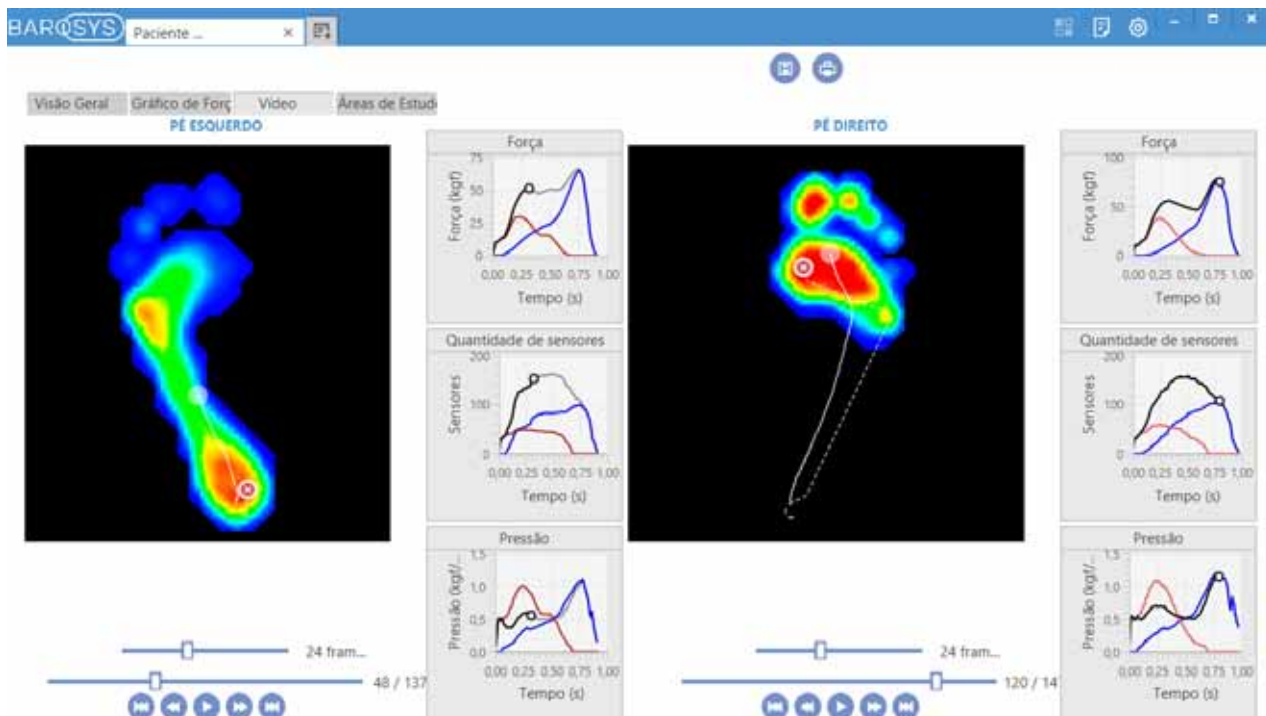 BAROSYS
Paciente ...
Visão Geral
Gráfico de Forç
Vídeo
Áreas de Estud
PÉ ESQUERDO
Força
Força (kgf)
75
50
25
0
0,00 0,25 0,50 0,75 1,00
Tempo (s)
Quantidade de sensores
Sensores
200
100
0
0,00 0,25 0,50 0,75 1,00
Tempo (s)
Pressão
Pressão (kgf/...
1,5
1,0
0,5
0,0
0,00 0,25 0,50 0,75 1,00
Tempo (s)
24 fram...
48 / 137
PÉ DIREITO
Força
Força (kgf)
100
50
0
0,00 0,25 0,50 0,75 1,00
Tempo (s)
Quantidade de sensores
Sensores
200
100
0
0,00 0,25 0,50 0,75 1,00
Tempo (s)
Pressão
Pressão (kgf/...
1,5
1,0
0,5
0,0
0,00 0,25 0,50 0,75 1,00
Tempo (s)
24 fram...
120 / 14